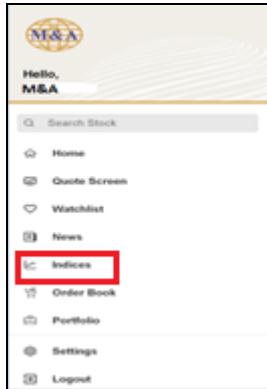 M&A
Hello,
M&A
Search Stock
Home
Quote Screen
Watchlist
News
Indices
Order Book
Portfolio
Settings
Logout